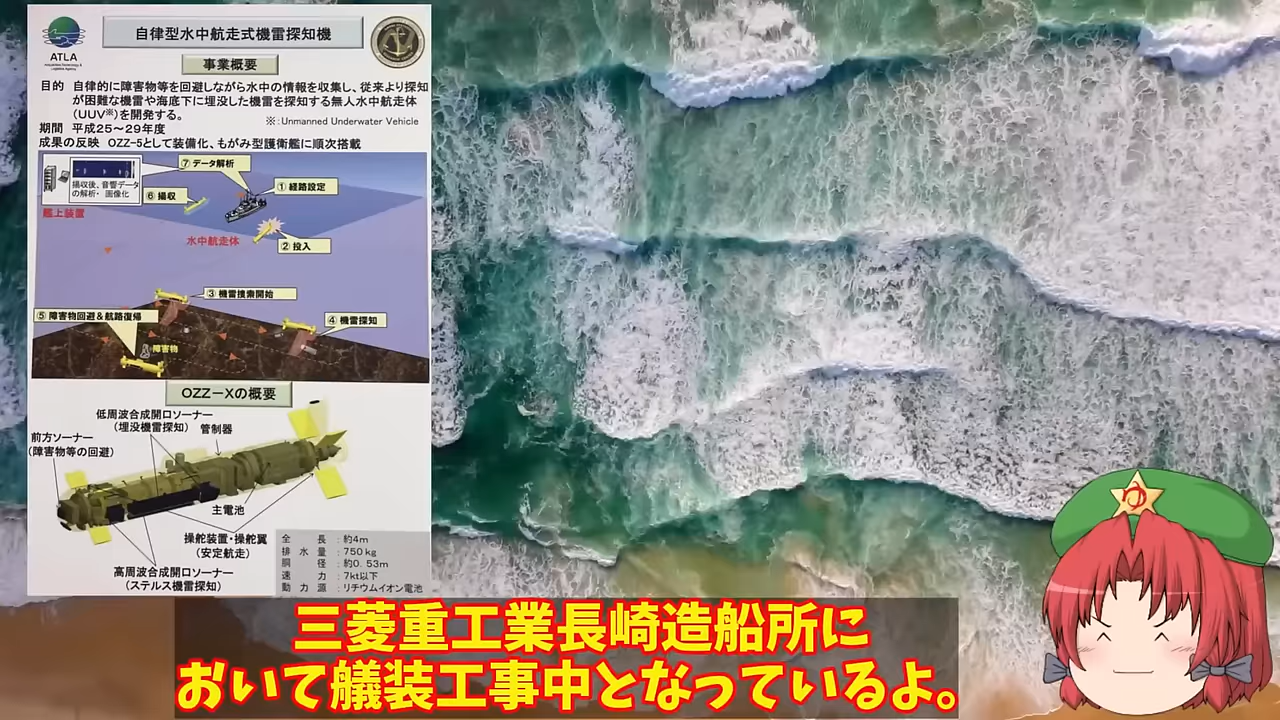 自律型水中航走式機雷探知機
ATLA
事業概要
目的 自律的に障害物等を回避しながら水中の情報を収集し、従来より探知
が困難な機雷や海底下に埋没した機雷を探知する無人水中航走体
(UUV※)を開発する。
※:Unmanned Underwater Vehicle
期間 平成25～29年度
成果の反映 OZZ-5として装備化、もがみ型護衛艦に順次搭載
⑦データ解析
揚収後、音響データ
の解析・画像化
⑥揚収
①経路設定
艦上装置
水中航走体
②投入
③機雷捜索開始
⑤障害物回避&航路復帰
④機雷探知
障害物
OZZ-Xの概要
低周波合成開口ソーナー
(埋没機雷探知)
管制器
前方ソーナー
(障害物等の回避)
主電池
操舵装置・操舵翼
(安定航走)
高周波合成開口ソーナー
(ステルス機雷探知)
全長:約4m
排水量:750kg
胴径:約0.53m
速力:7kt以下
動力源:リチウムイオン電池
三菱重工業長崎造船所に
おいて艤装工事中となっているよ。